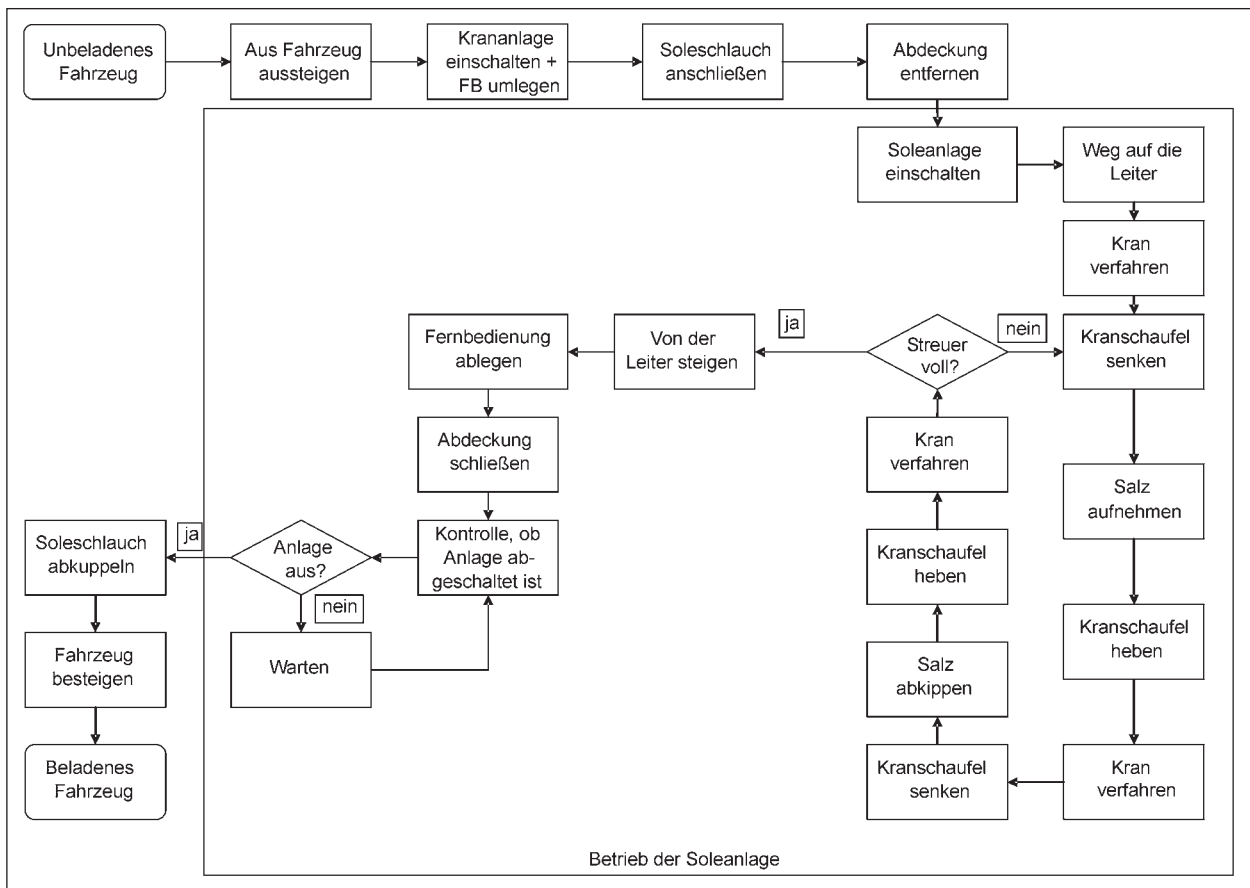 Unbeladenes
Fahrzeug
Aus Fahrzeug
aussteigen
Krananlage
einschalten +
FB umlegen
Soleschlauch
anschließen
Abdeckung
entfernen
Soleanlage
einschalten
Weg auf die
Leiter
Kran
verfahren
Kranschaufel
senken
Salz
aufnehmen
Kranschaufel
heben
Kran
verfahren
Kranschaufel
senken
Salz
abkippen
Kranschaufel
heben
Kran
verfahren
Streuer
voll?
nein
ja
Von der
Leiter steigen
Fernbedienung
ablegen
Abdeckung
schließen
Kontrolle, ob
Anlage ab-
geschaltet ist
Anlage
aus?
nein
Warten
ja
Soleschlauch
abkuppeln
Fahrzeug
besteigen
Beladenes
Fahrzeug
Betrieb der Soleanlage